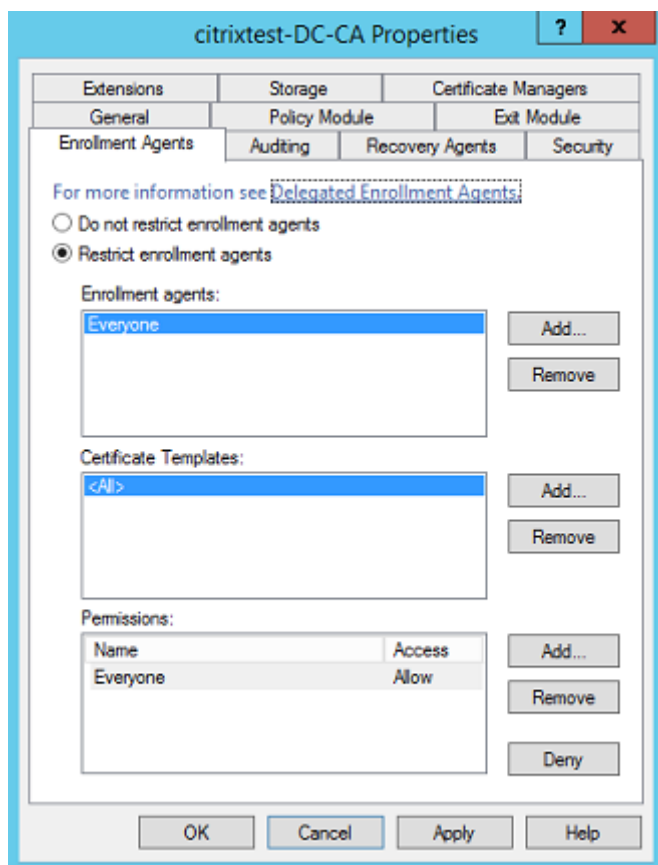 citrixtest-DC-CA Properties
?
x
Extensions
Storage
Certificate Managers
General
Policy Module
Exit Module
Enrollment Agents
Auditing
Recovery Agents
Security
For more information see Delegated Enrollment Agents.
Do not restrict enrollment agents
Restrict enrollment agents
Enrollment agents:
Everyone
Add...
Remove
Certificate Templates:
<All>
Add...
Remove
Permissions:
Name
Access
Add...
Everyone
Allow
Remove
Deny
OK
Cancel
Apply
Help